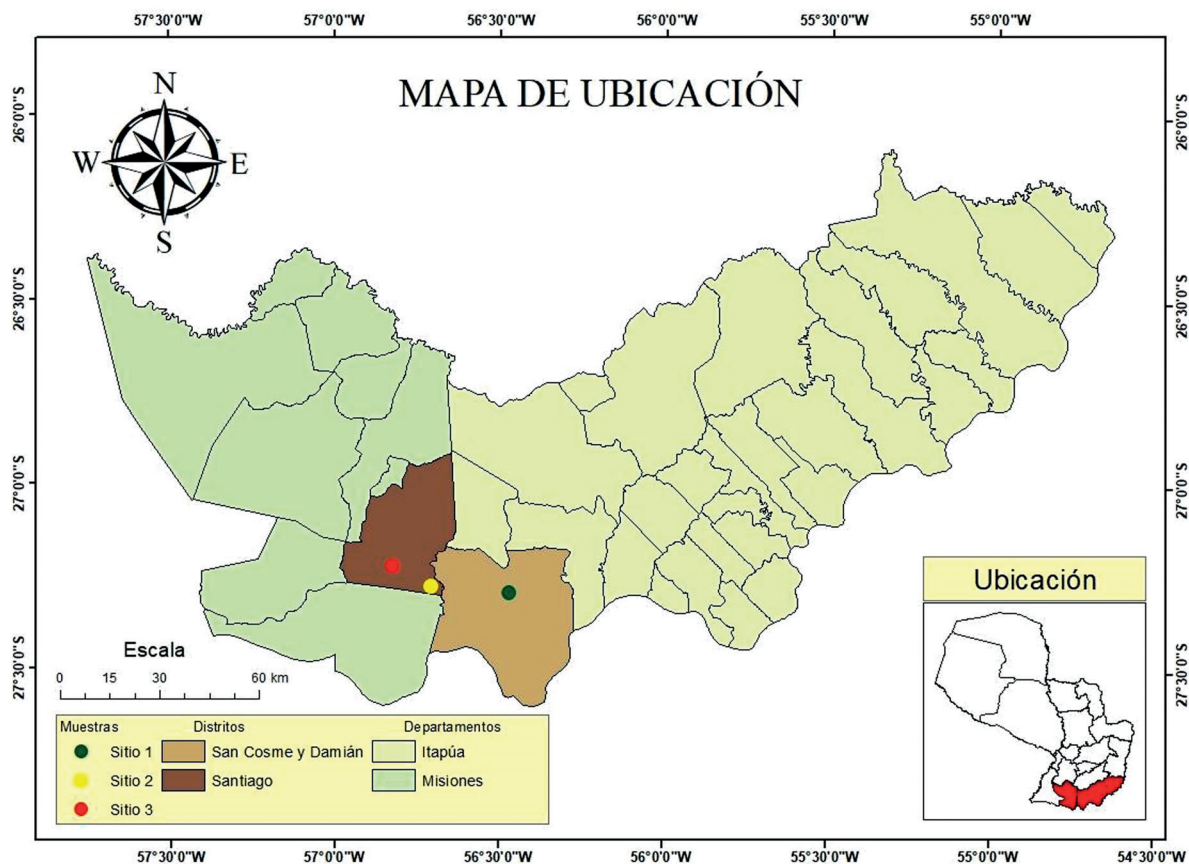 57°30'0"W 57°0'0"W 56°30'0"W 56°0'0"W 55°30'0"W 55°0'0"W
MAPA DE UBICACIÓN
N
W E
S
26°0'0"S 26°0'0"S
26°30'0"S 26°30'0"S
27°0'0"S 27°0'0"S
27°30'0"S 27°30'0"S
Escala
0 15 30 60 km
Muestras Distritos Departamentos
Sitio 1 San Cosme y Damián Itapúa
Sitio 2 Santiago Misiones
Sitio 3
Ubicación
57°30'0"W 57°0'0"W 56°30'0"W 56°0'0"W 55°30'0"W 55°0'0"W 54°30'0"W